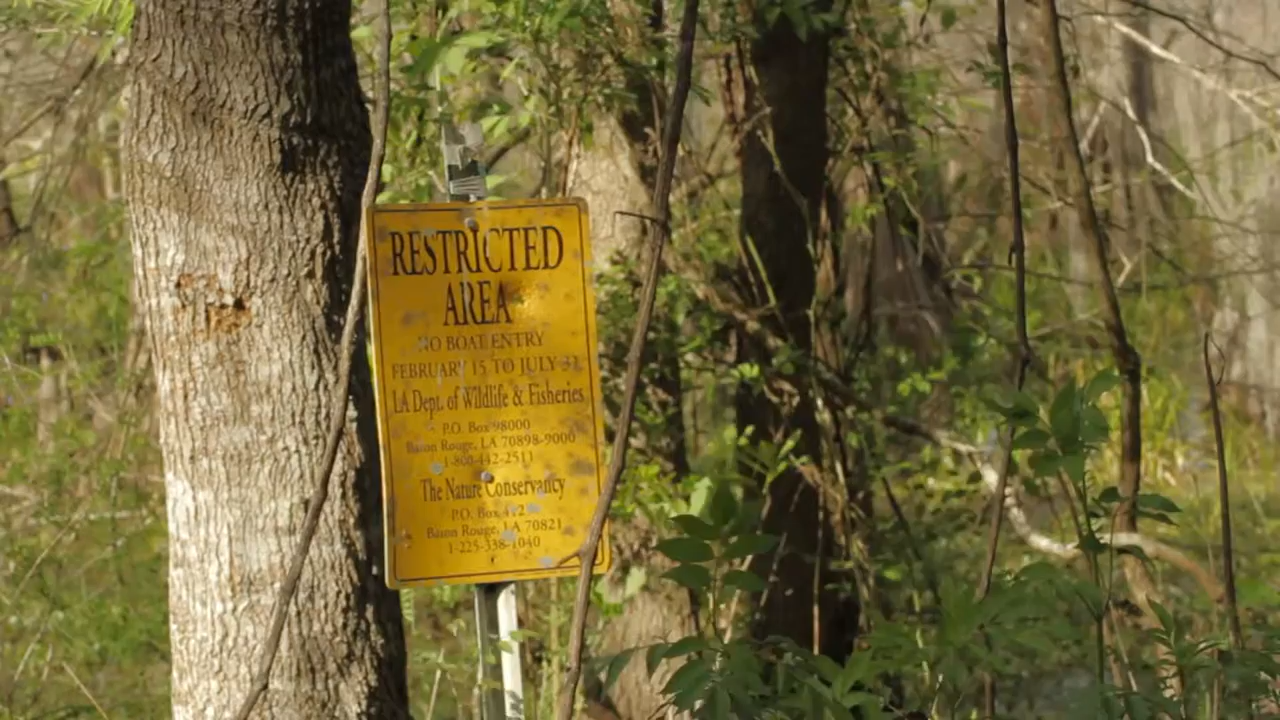 RESTRICTED
AREA
NO BOAT ENTRY
FEBRUARY 15 TO JULY 31
LA Dept. of Wildlife & Fisheries
P.O. Box 98000
Baton Rouge, LA 70898-9000
1-800-442-2511
The Nature Conservancy
P.O. Box
Baton Rouge, LA 70821
1-225-338-1040